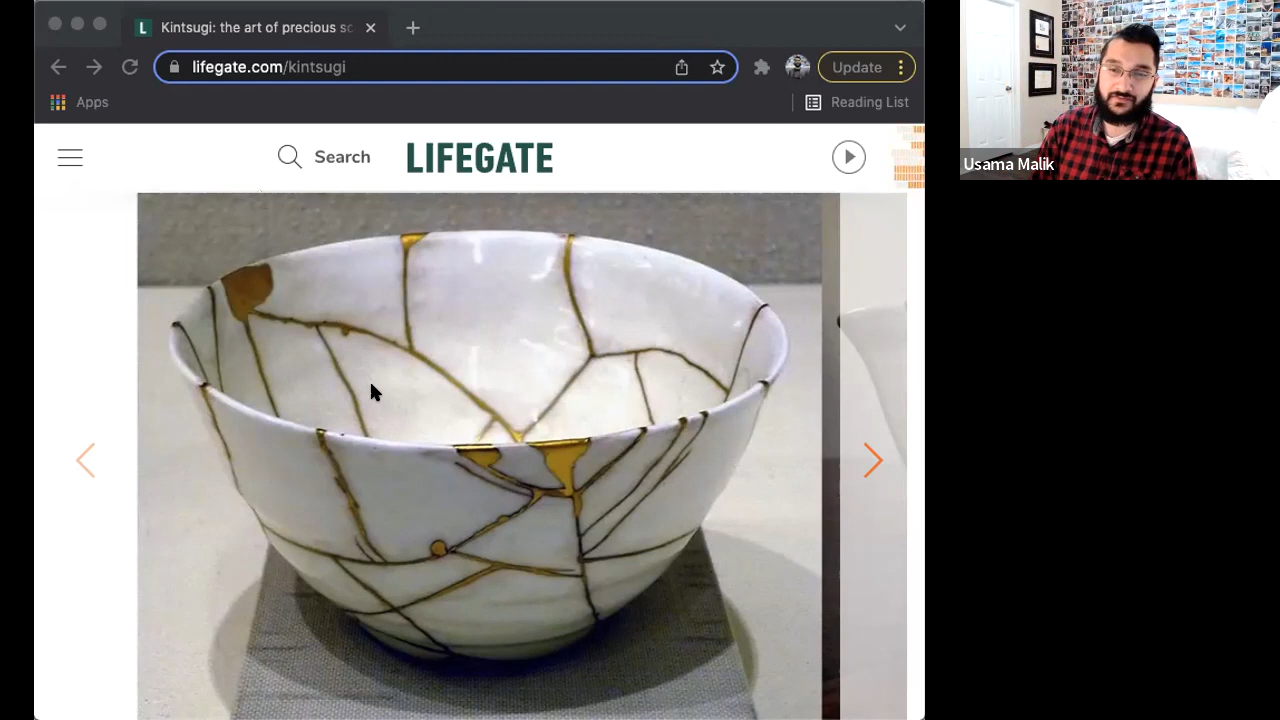 L Kintsugi: the art of precious sc
lifegate.com/kintsugi
Update
Apps
Reading List
Search
LIFEGATE
Usama Malik